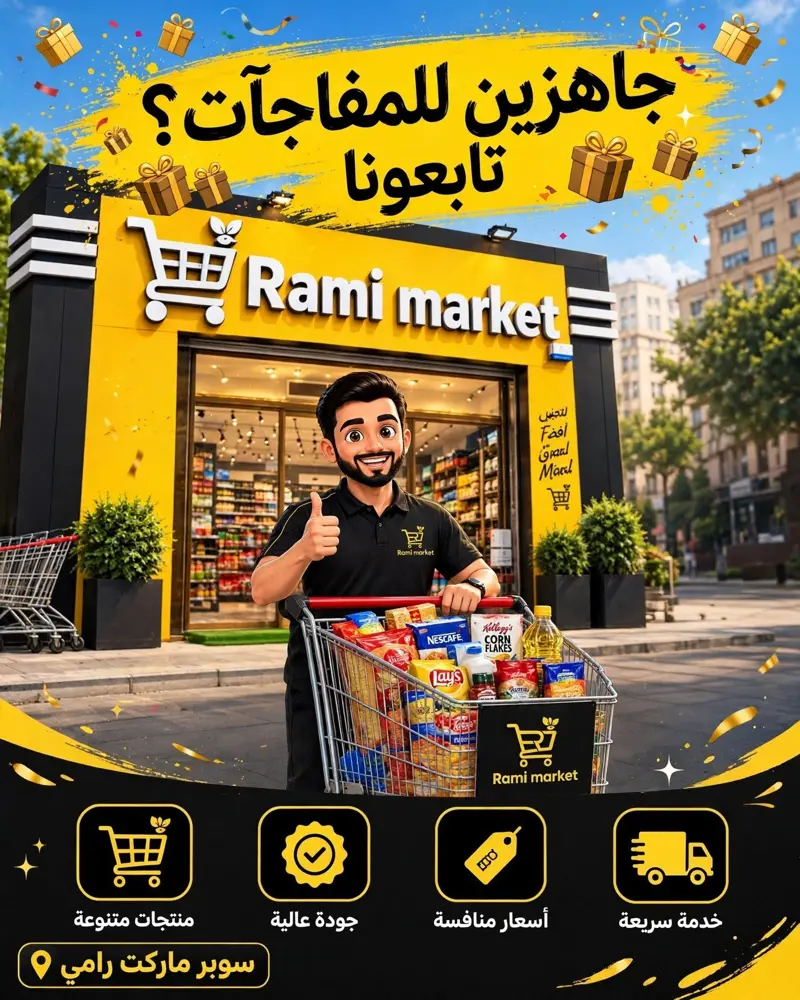 جاهزين للمفاجآت؟
تابعونا
Rami market
Rami market
NESCAFÉ
Kellogg's
CORN
FLAKES
Lay's
Rami market
منتجات متنوعة
جودة عالية
أسعار منافسة
خدمة سريعة
سوبر ماركت رامي